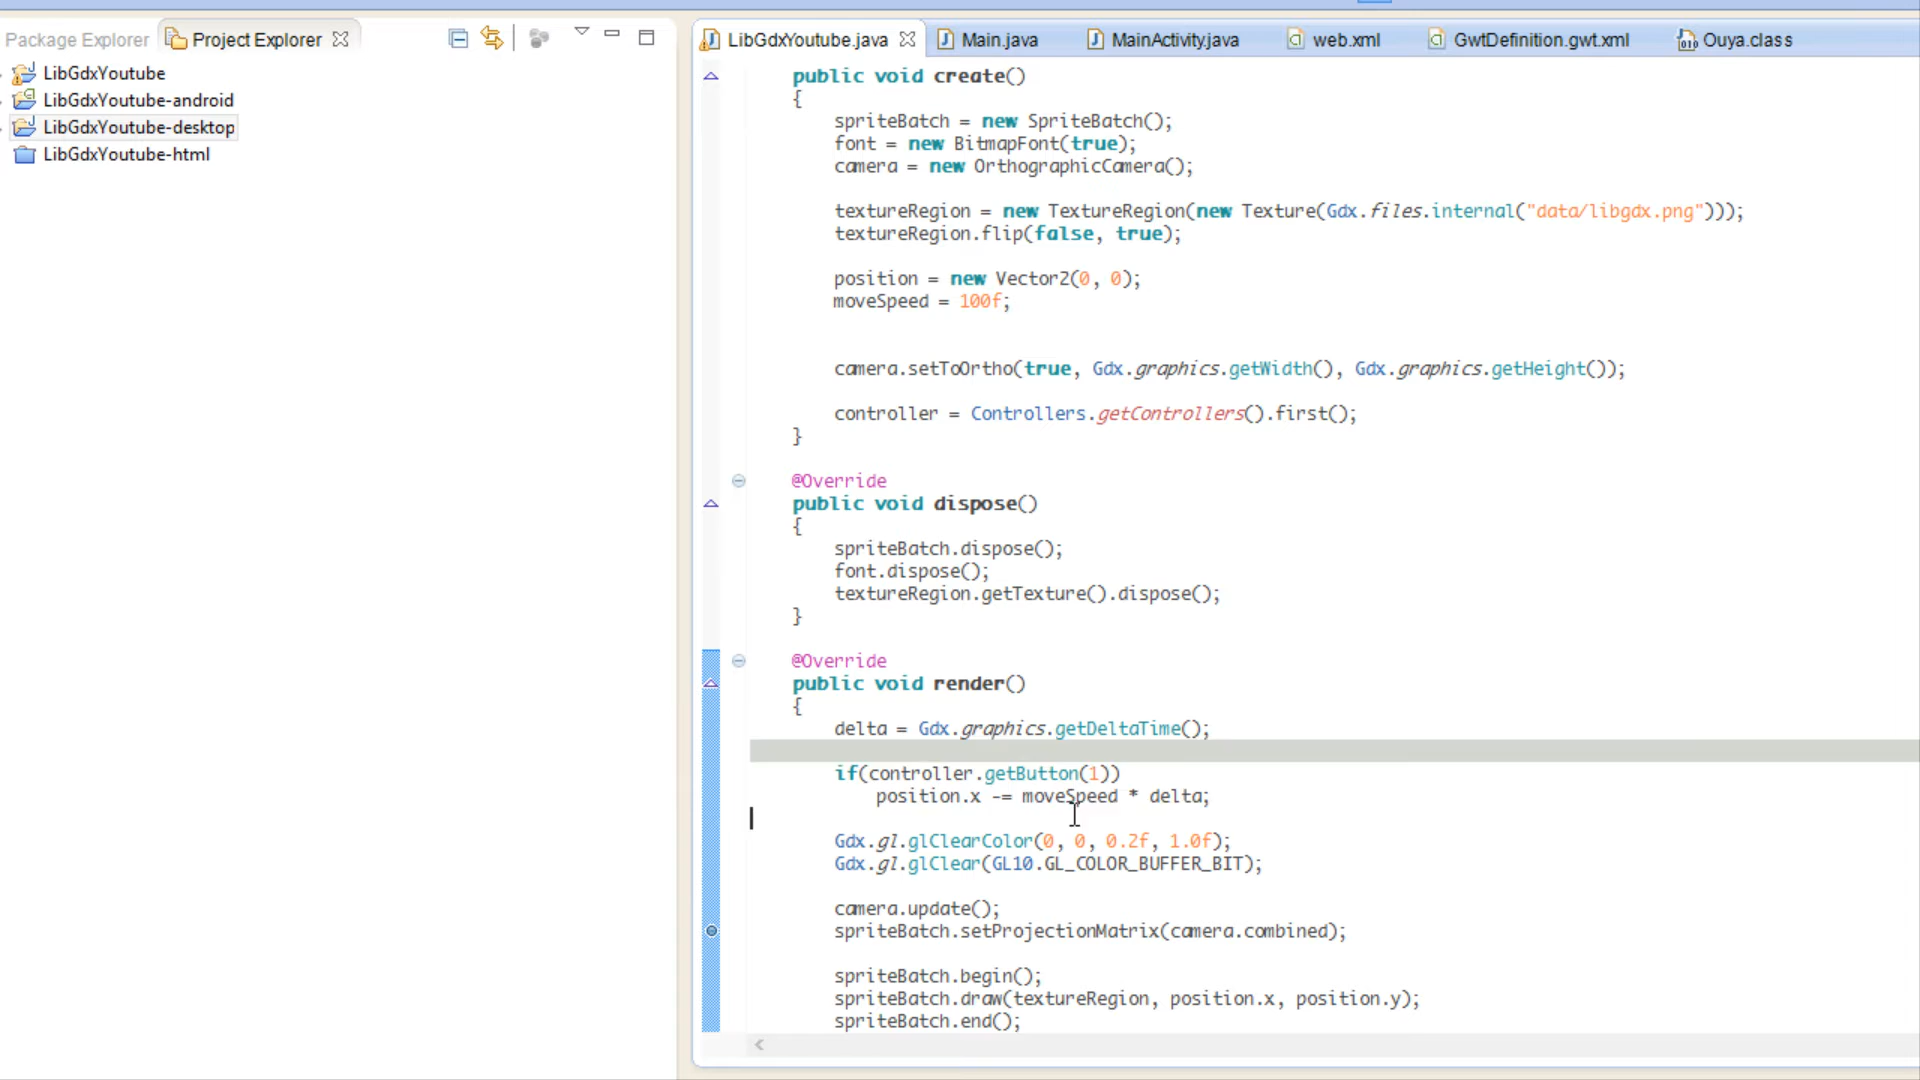 Package Explorer
Project Explorer
LibGdxYoutube
LibGdxYoutube-android
LibGdxYoutube-desktop
LibGdxYoutube-html
LibGdxYoutube.java
Main.java
MainActivity.java
web.xml
GwtDefinition.gwt.xml
Ouya.class
public void create()
{
spriteBatch = new SpriteBatch();
font = new BitmapFont(true);
camera = new OrthographicCamera();
textureRegion = new TextureRegion(new Texture(Gdx.files.internal("data/libgdx.png")));
textureRegion.flip(false, true);
position = new Vector2(0, 0);
moveSpeed = 100f;
camera.setToOrtho(true, Gdx.graphics.getWidth(), Gdx.graphics.getHeight());
controller = Controllers.getControllers().first();
}
@Override
public void dispose()
{
spriteBatch.dispose();
font.dispose();
textureRegion.getTexture().dispose();
}
@Override
public void render()
{
delta = Gdx.graphics.getDeltaTime();
if(controller.getButton(1))
position.x -= moveSpeed * delta;
Gdx.gl.glClearColor(0, 0, 0.2f, 1.0f);
Gdx.gl.glClear(GL10.GL_COLOR_BUFFER_BIT);
camera.update();
spriteBatch.setProjectionMatrix(camera.combined);
spriteBatch.begin();
spriteBatch.draw(textureRegion, position.x, position.y);
spriteBatch.end();